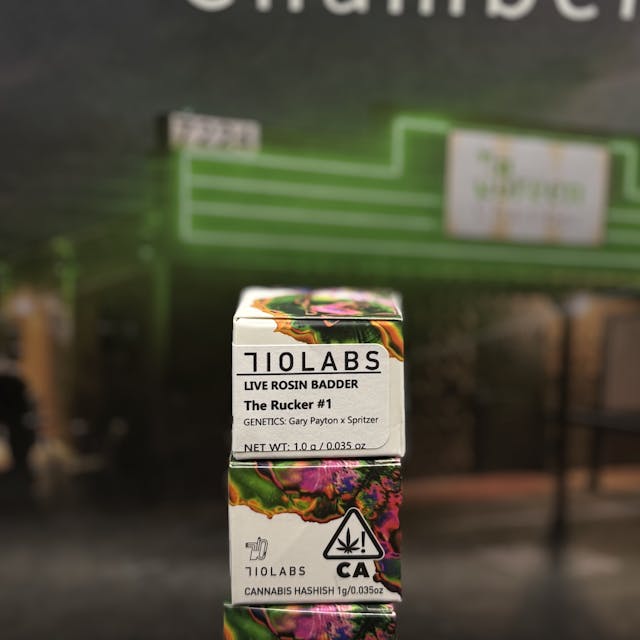 710LABS
LIVE ROSIN BADDER
The Rucker #1
GENETICS: Gary Payton x Spritzer
NET WT: 1.0 g / 0.035 oz
710LABS
CA
CANNABIS HASHISH 1g/0.035oz